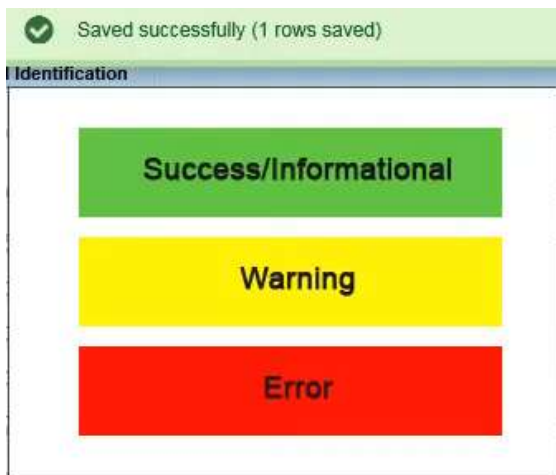 Saved successfully (1 rows saved)
Identification
Success/Informational
Warning
Error